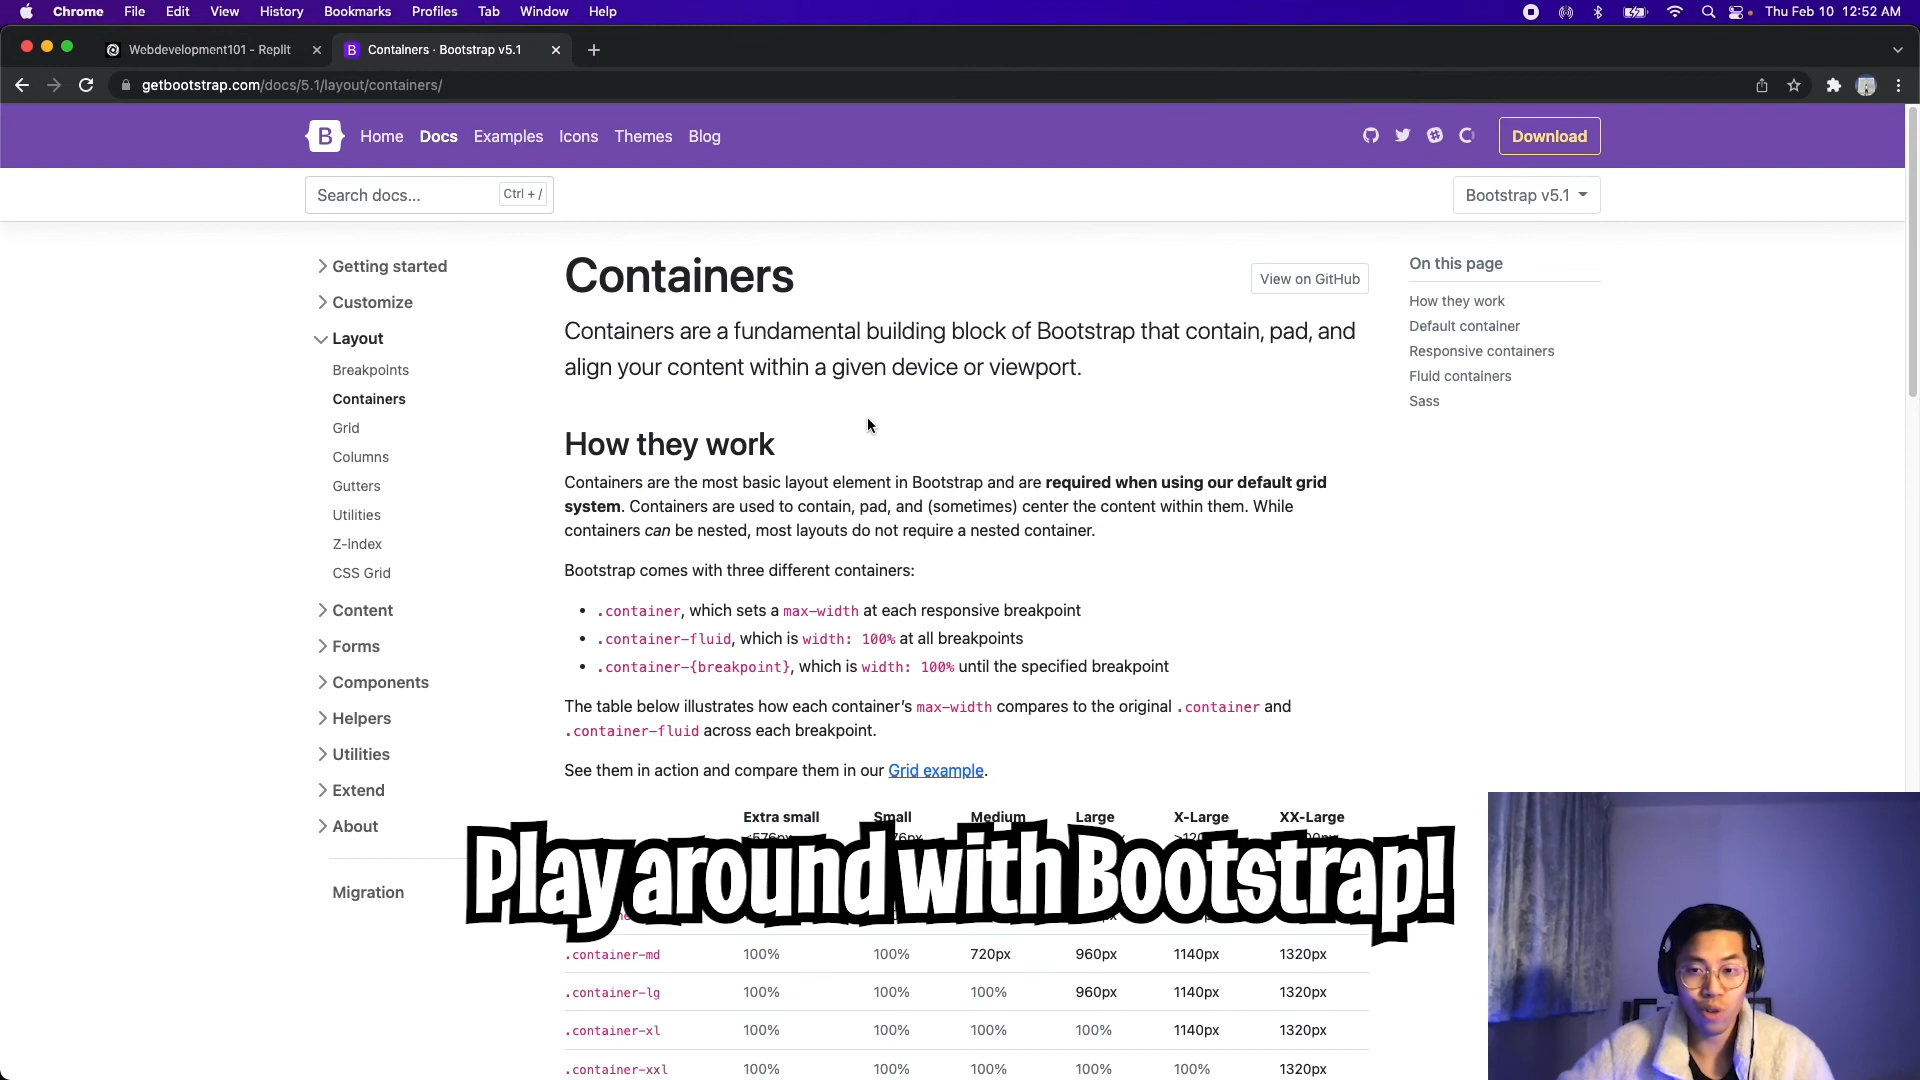 Chrome File Edit View History Bookmarks Profiles Tab Window Help
Thu Feb 10 12:52 AM
Webdevelopment101 - Replit
Containers · Bootstrap v5.1
getbootstrap.com/docs/5.1/layout/containers/
B Home Docs Examples Icons Themes Blog
Download
Search docs... Ctrl + /
Bootstrap v5.1
Getting started
Customize
Layout
Breakpoints
Containers
Grid
Columns
Gutters
Utilities
Z-index
CSS Grid
Content
Forms
Components
Helpers
Utilities
Extend
About
Migration
Containers
View on GitHub
Containers are a fundamental building block of Bootstrap that contain, pad, and
align your content within a given device or viewport.
How they work
Containers are the most basic layout element in Bootstrap and are required when using our default grid
system. Containers are used to contain, pad, and (sometimes) center the content within them. While
containers can be nested, most layouts do not require a nested container.
Bootstrap comes with three different containers:
• .container, which sets a max-width at each responsive breakpoint
• .container-fluid, which is width: 100% at all breakpoints
• .container-{breakpoint}, which is width: 100% until the specified breakpoint
The table below illustrates how each container’s max-width compares to the original .container and
.container-fluid across each breakpoint.
See them in action and compare them in our Grid example.
Extra small Small Medium Large X-Large XX-Large
Play around with Bootstrap!
.container-md 100% 100% 720px 960px 1140px 1320px
.container-lg 100% 100% 100% 960px 1140px 1320px
.container-xl 100% 100% 100% 100% 1140px 1320px
.container-xxl 100% 100% 100% 100% 100% 1320px
On this page
How they work
Default container
Responsive containers
Fluid containers
Sass